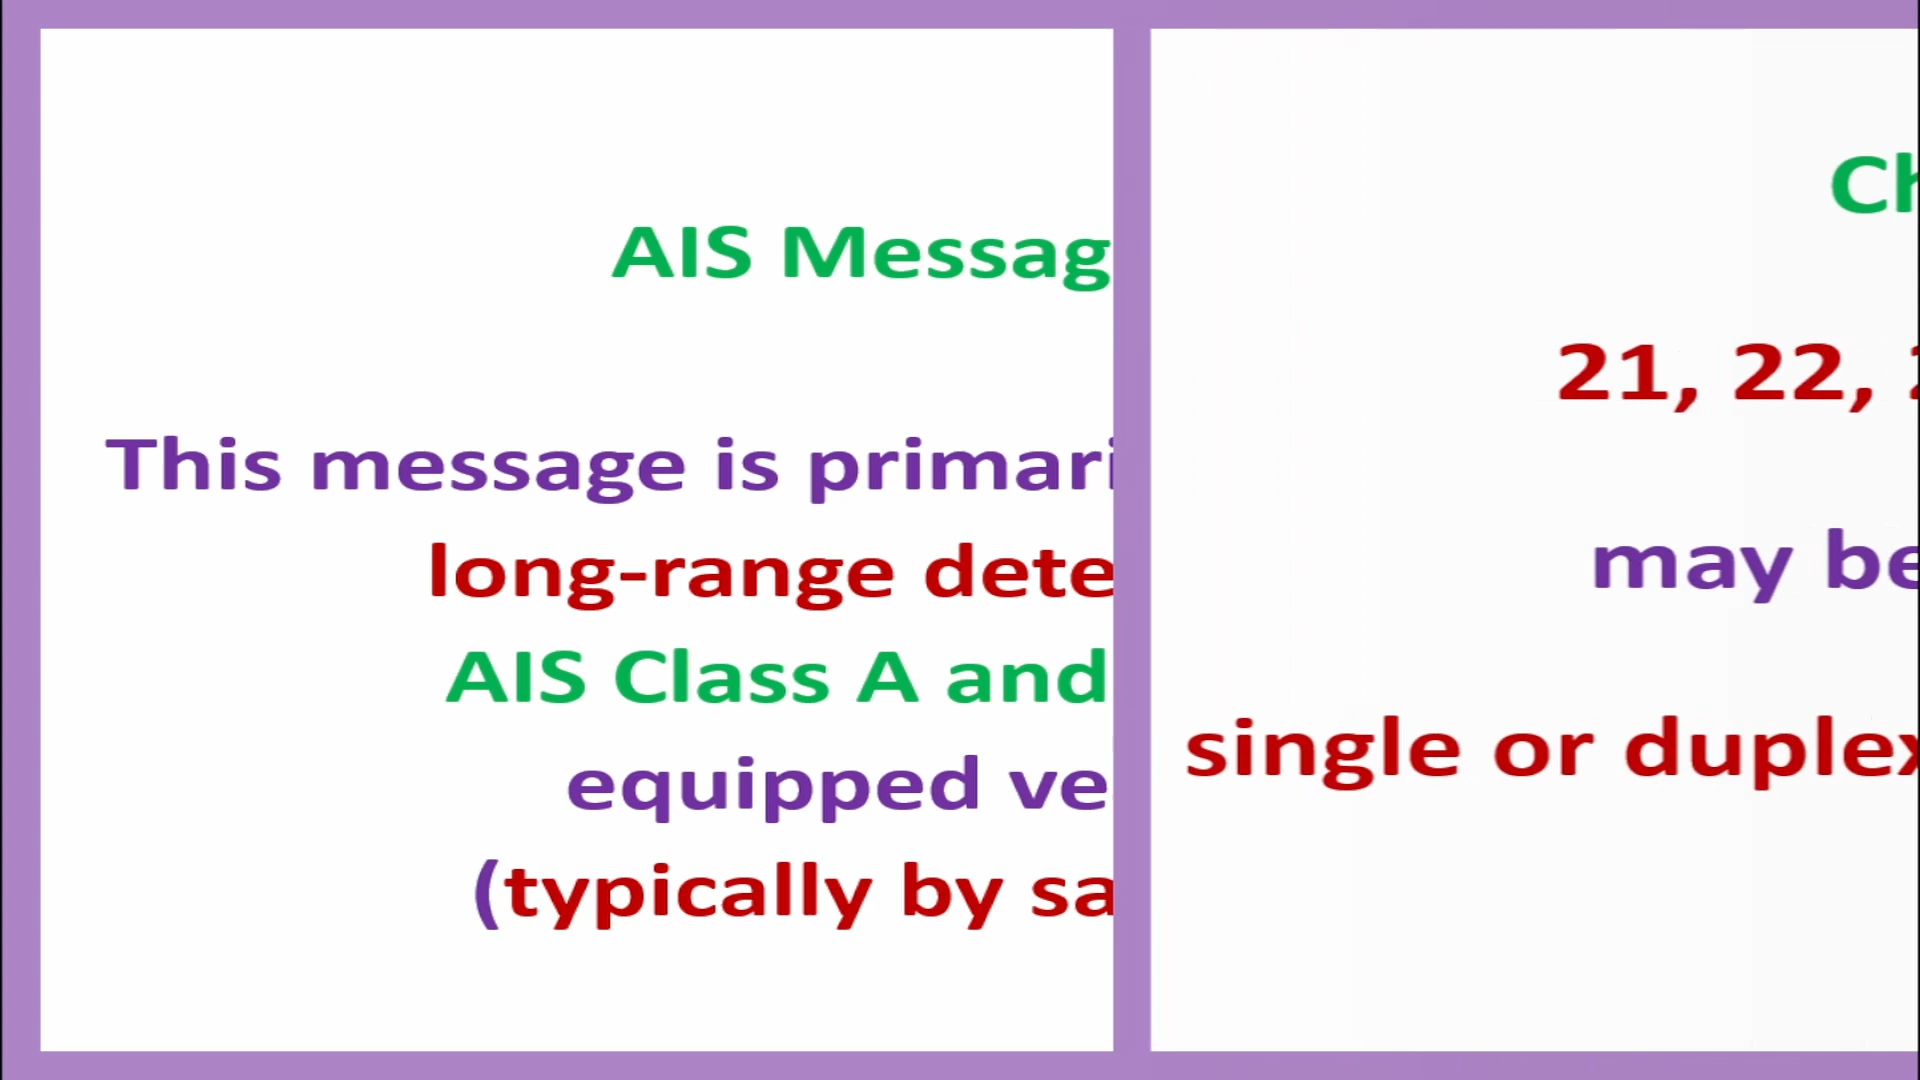 AIS Messag
This message is primari
long-range dete
AIS Class A and
equipped ve
(typically by sa
Ch
21, 22, 2
may be
single or duplex